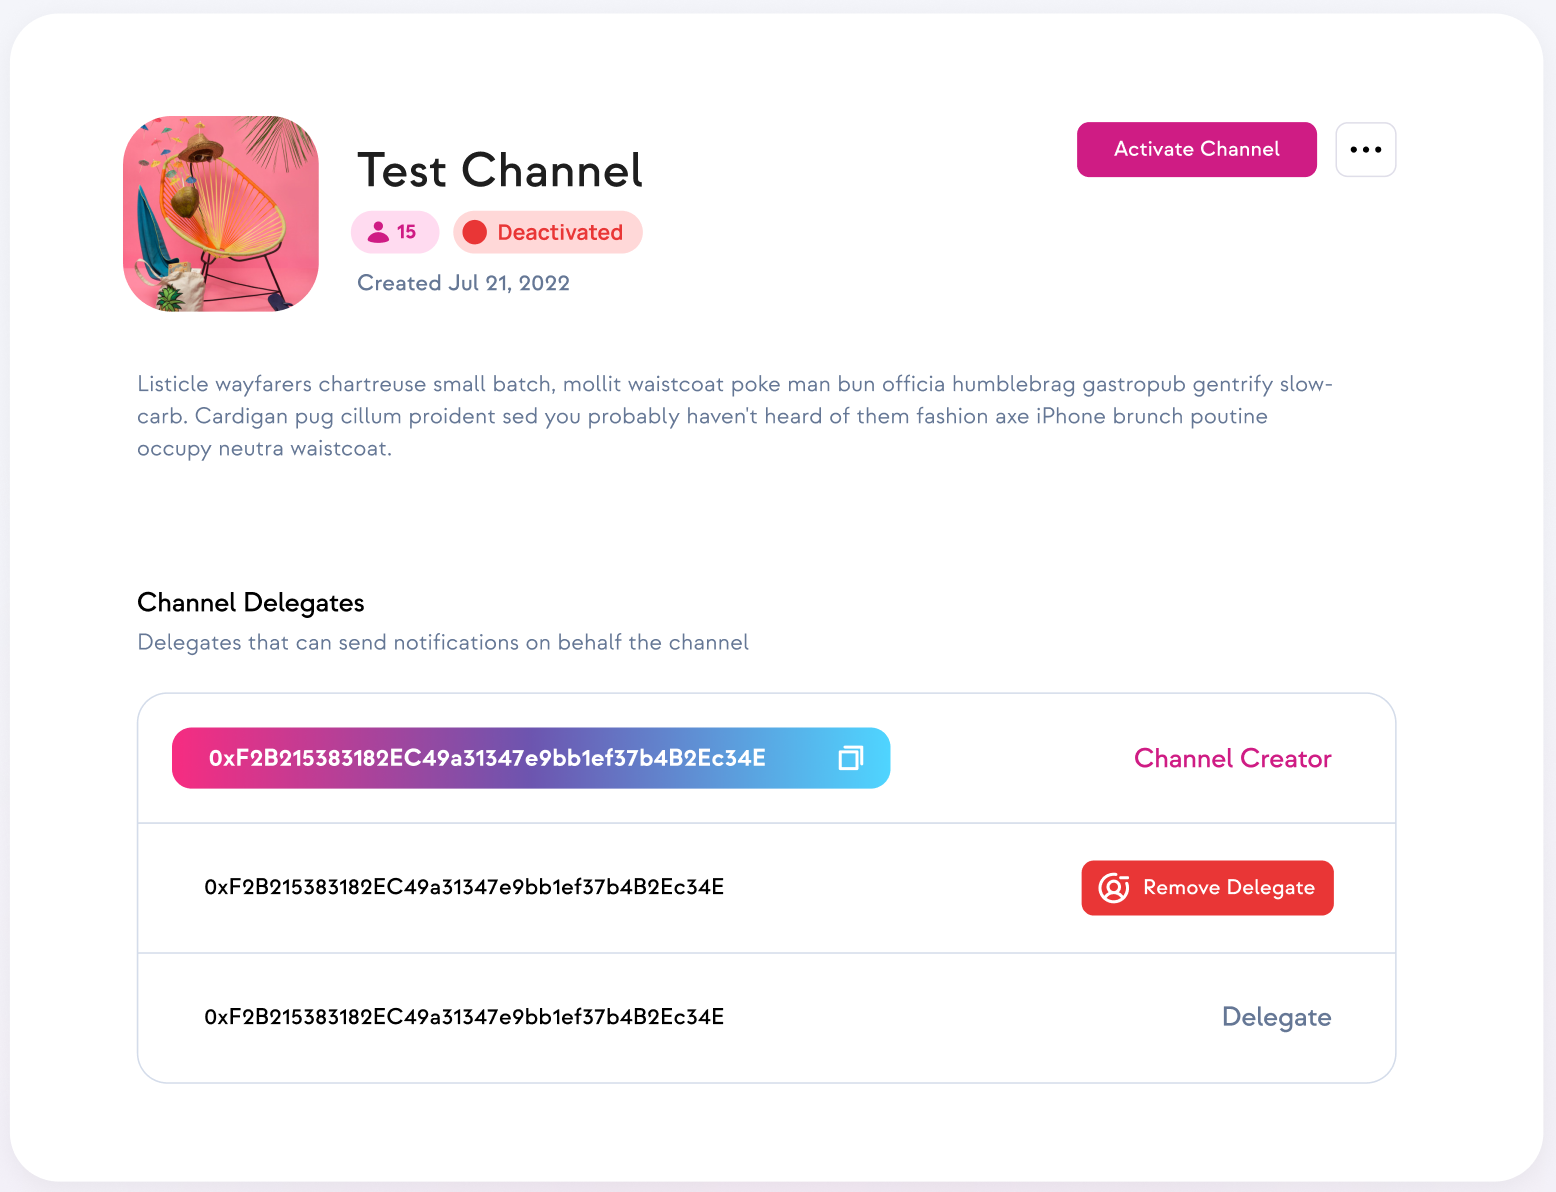 Test Channel
Activate Channel
15
Deactivated
Created Jul 21, 2022
Listicle wayfarers chartreuse small batch, mollit waistcoat poke man bun officia humblebrag gastropub gentrify slow-
carb. Cardigan pug cillum proident sed you probably haven't heard of them fashion axe iPhone brunch poutine
occupy neutra waistcoat.
Channel Delegates
Delegates that can send notifications on behalf the channel
0xF2B215383182EC49a31347e9bb1ef37b4B2Ec34E
Channel Creator
0xF2B215383182EC49a31347e9bb1ef37b4B2Ec34E
Remove Delegate
0xF2B215383182EC49a31347e9bb1ef37b4B2Ec34E
Delegate